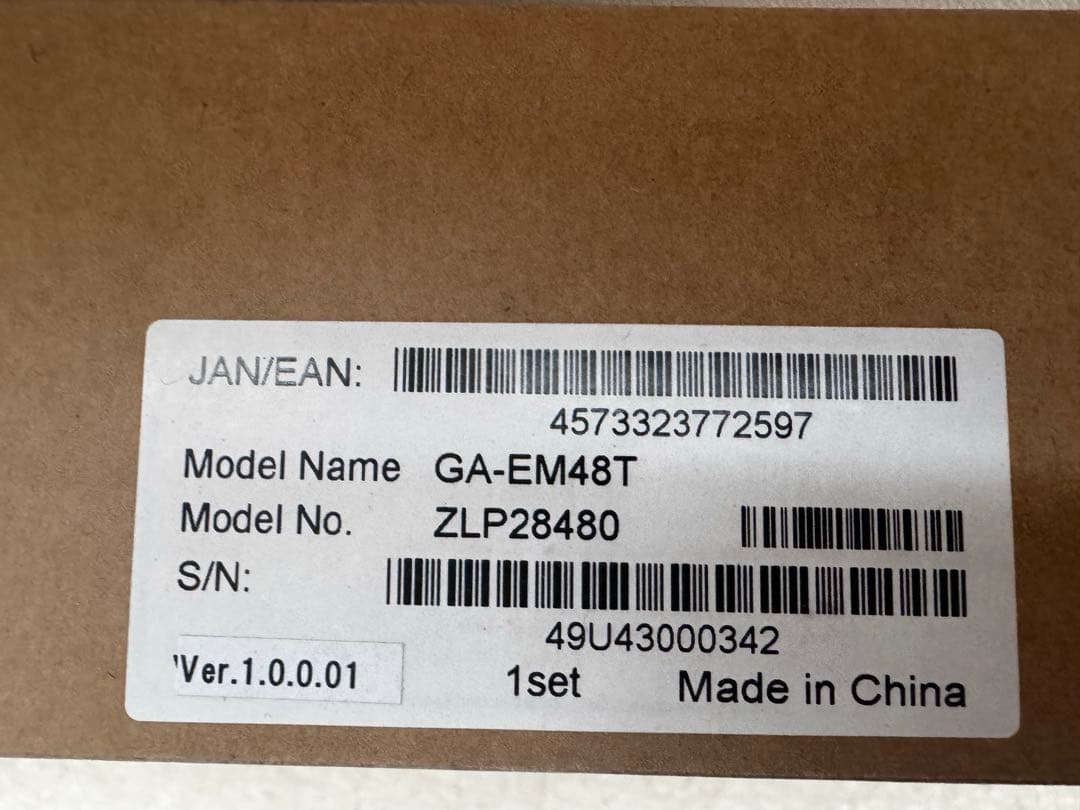 JAN/EAN:
4573323772597
Model Name GA-EM48T
Model No. ZLP28480
S/N:
49U43000342
'Ver.1.0.0.01 1set Made in China